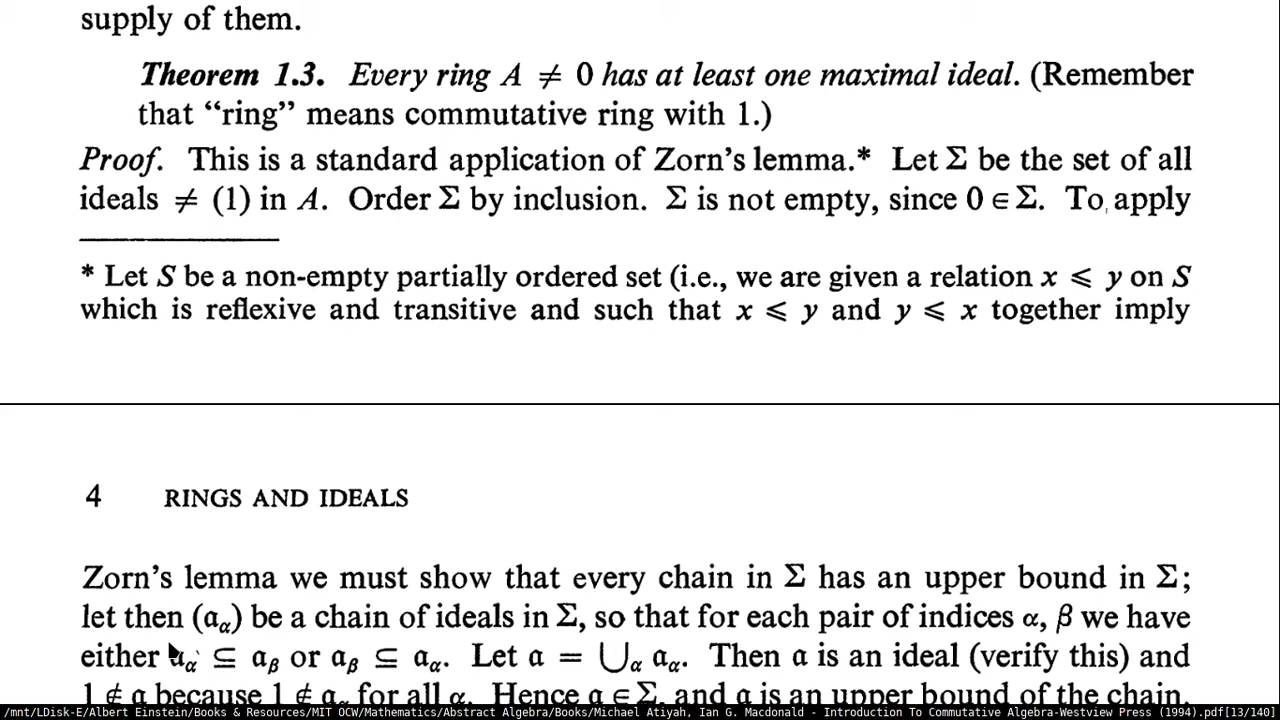 supply of them.
Theorem 1.3. Every ring A ≠ 0 has at least one maximal ideal. (Remember
that “ring” means commutative ring with 1.)
Proof. This is a standard application of Zorn’s lemma.* Let Σ be the set of all
ideals ≠ (1) in A. Order Σ by inclusion. Σ is not empty, since 0 ∈ Σ. To apply
* Let S be a non-empty partially ordered set (i.e., we are given a relation x ⩽ y on S
which is reflexive and transitive and such that x ⩽ y and y ⩽ x together imply
4 RINGS AND IDEALS
Zorn’s lemma we must show that every chain in Σ has an upper bound in Σ;
let then (𝔞α) be a chain of ideals in Σ, so that for each pair of indices α, β we have
either 𝔞α ⊆ 𝔞β or 𝔞β ⊆ 𝔞α. Let 𝔞 = ⋃α 𝔞α. Then 𝔞 is an ideal (verify this) and
1 ∉ 𝔞 because 1 ∉ 𝔞α for all α. Hence 𝔞 ∈ Σ, and 𝔞 is an upper bound of the chain.
/mnt/LDisk-E/Albert Einstein/Books & Resources/MIT OCW/Mathematics/Abstract Algebra/Books/Michael Atiyah, Ian G. Macdonald - Introduction To Commutative Algebra-Westview Press (1994).pdf[13/140]